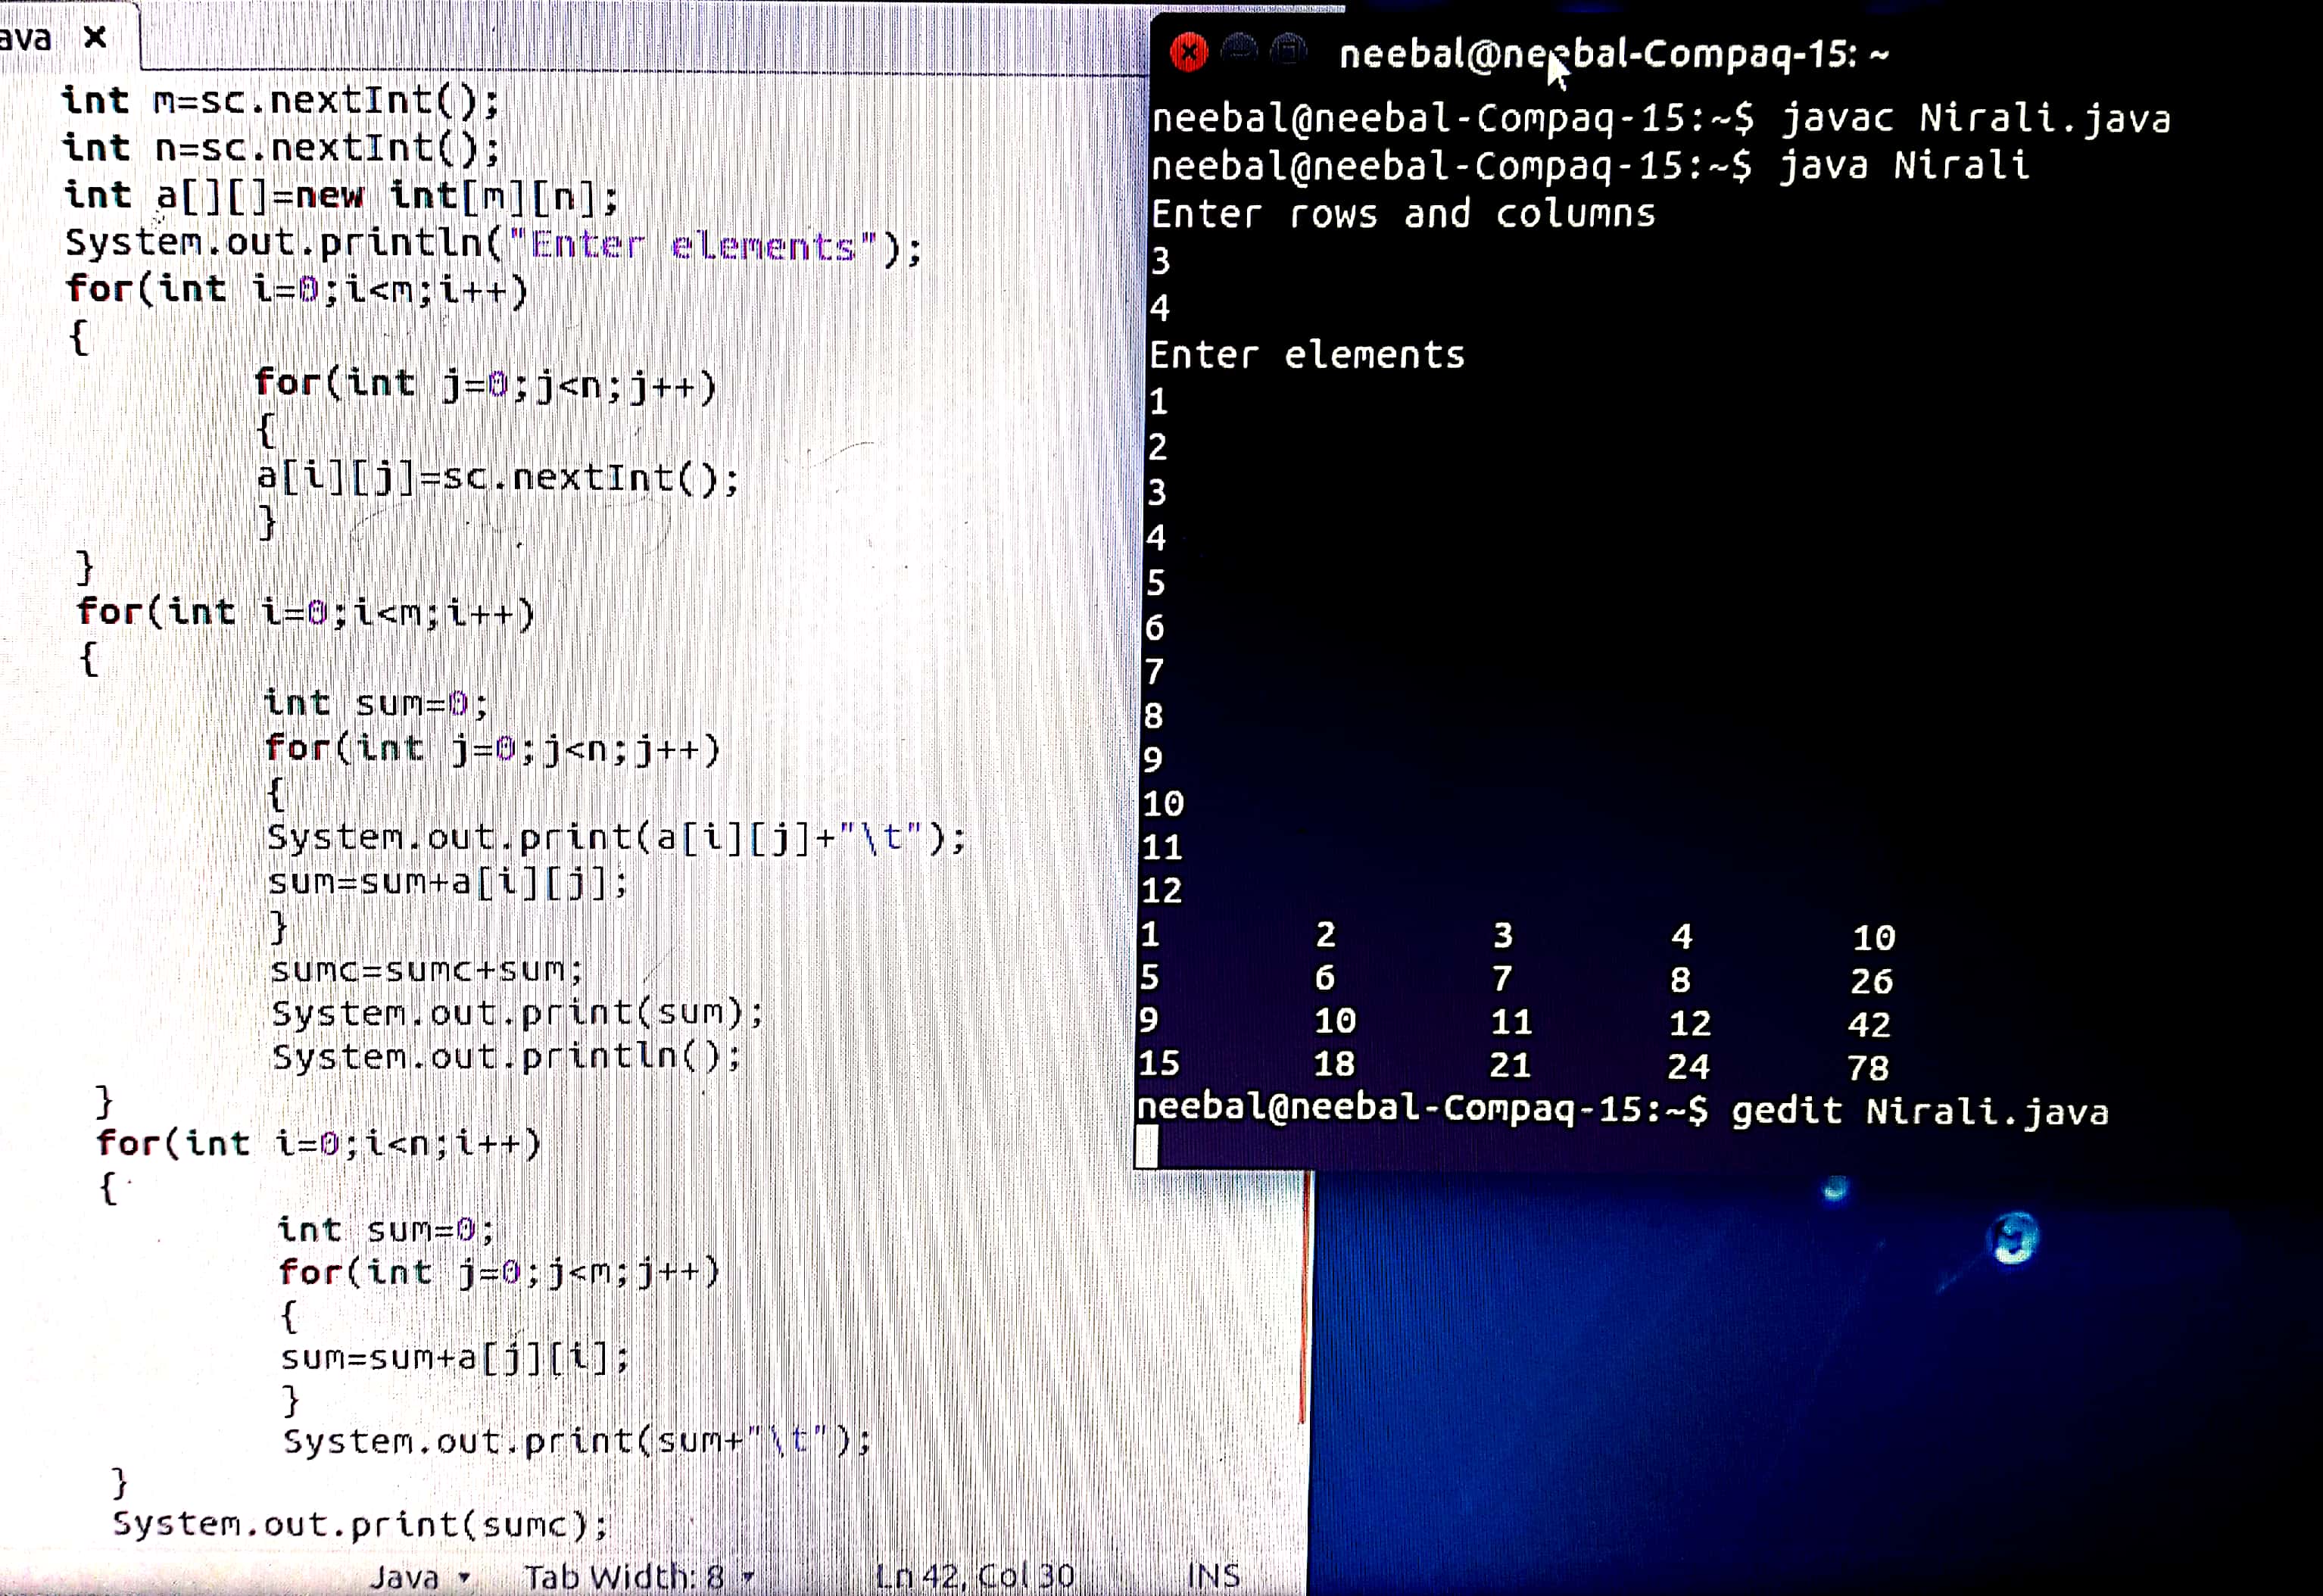 ava ×
int m=sc.nextInt();
int n=sc.nextInt();
int a[][]=new int[m][n];
System.out.println("Enter elements");
for(int i=0;i<m;i++)
{
for(int j=0;j<n;j++)
{
a[i][j]=sc.nextInt();
}
}
for(int i=0;i<m;i++)
{
int sum=0;
for(int j=0;j<n;j++)
{
System.out.print(a[i][j]+"\t");
sum=sum+a[i][j];
}
sumc=sumc+sum;
System.out.print(sum);
System.out.println();
}
for(int i=0;i<n;i++)
{
int sum=0;
for(int j=0;j<m;j++)
{
sum=sum+a[j][i];
}
System.out.print(sum+"\t");
}
System.out.print(sumc);
Java Tab Width: 8 Ln 42, Col 30 INS
neebal@neebal-Compaq-15: ~
neebal@neebal-Compaq-15:~$ javac Nirali.java
neebal@neebal-Compaq-15:~$ java Nirali
Enter rows and columns
3
4
Enter elements
1
2
3
4
5
6
7
8
9
10
11
12
1 2 3 4 10
5 6 7 8 26
9 10 11 12 42
15 18 21 24 78
neebal@neebal-Compaq-15:~$ gedit Nirali.java